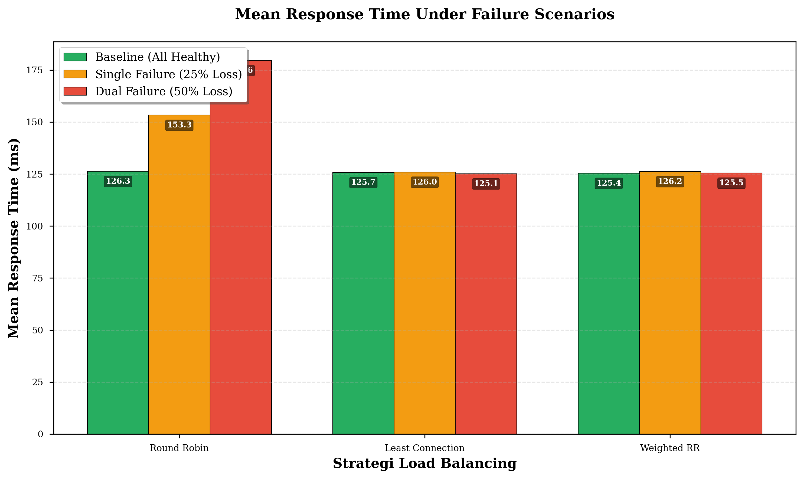 Mean Response Time Under Failure Scenarios
Baseline (All Healthy)
Single Failure (25% Loss)
Dual Failure (50% Loss)
Mean Response Time (ms)
175
150
125
100
75
50
25
0
126.3
153.3
6
125.7
126.0
125.1
125.4
126.2
125.5
Round Robin
Least Connection
Weighted RR
Strategi Load Balancing